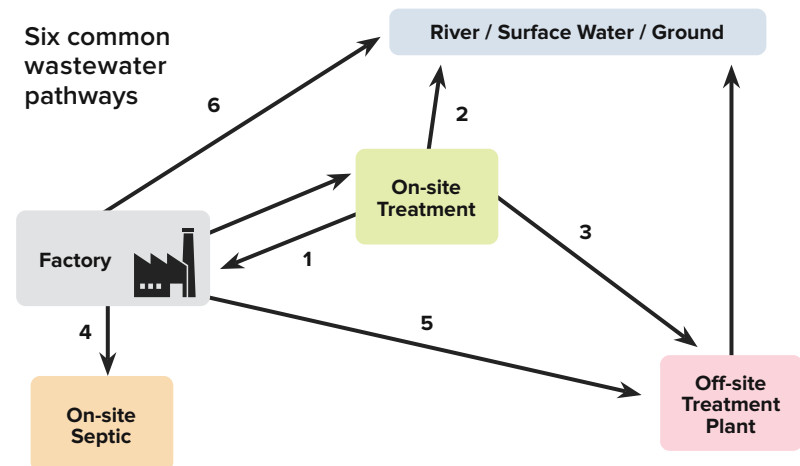 Six common
wastewater
pathways
River / Surface Water / Ground
6
2
On-site
Treatment
3
Factory
1
5
4
On-site
Septic
Off-site
Treatment
Plant